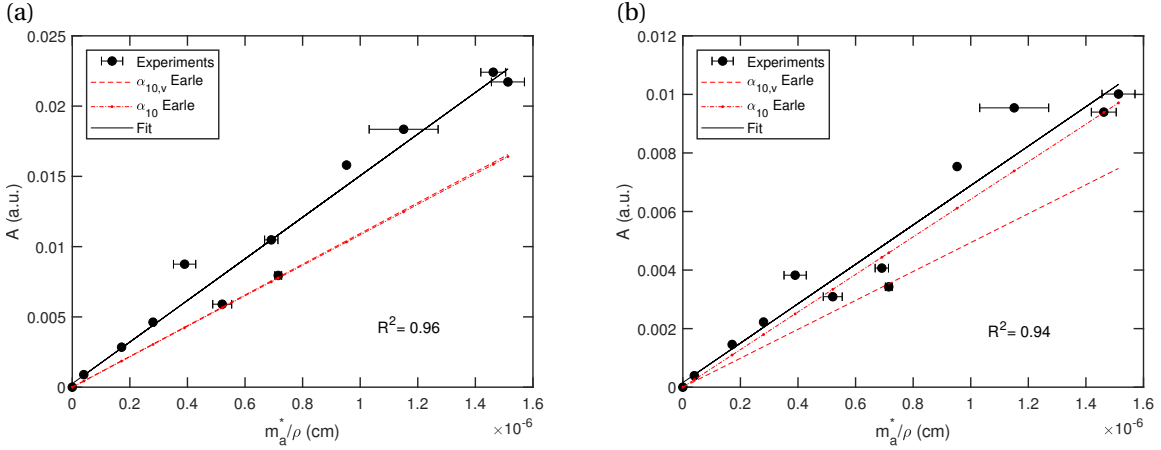 (a)
0.025
0.02
0.015
0.01
0.005
0
A (a.u.)
0 0.2 0.4 0.6 0.8 1 1.2 1.4 1.6
×10⁻⁶
mₐ*/ρ (cm)
Experiments
α₁₀,ᵥ Earle
α₁₀ Earle
Fit
R²= 0.96
(b)
0.012
0.01
0.008
0.006
0.004
0.002
0
A (a.u.)
0 0.2 0.4 0.6 0.8 1 1.2 1.4 1.6
×10⁻⁶
mₐ*/ρ (cm)
Experiments
α₁₀,ᵥ Earle
α₁₀ Earle
Fit
R²= 0.94